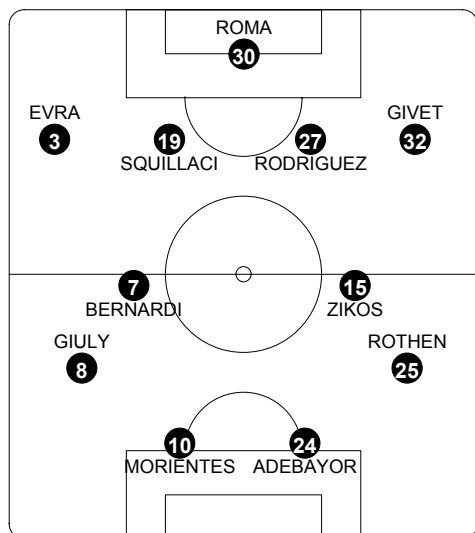 ROMA
30
EVRA
GIVET
3
19
27
32
SQUILLACI
RODRIGUEZ
7
15
BERNARDI
ZIKOS
GIULY
ROTHEN
8
25
10
24
MORIENTES
ADEBAYOR